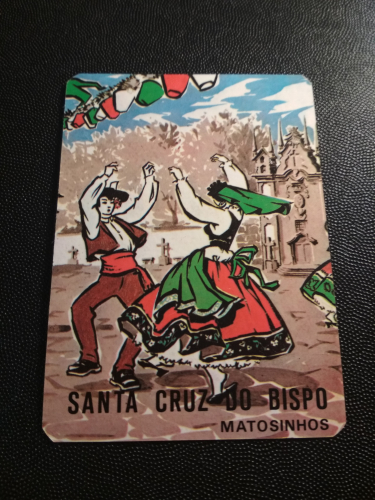 SANTA CRUZ DO BISPO
MATOSINHOS